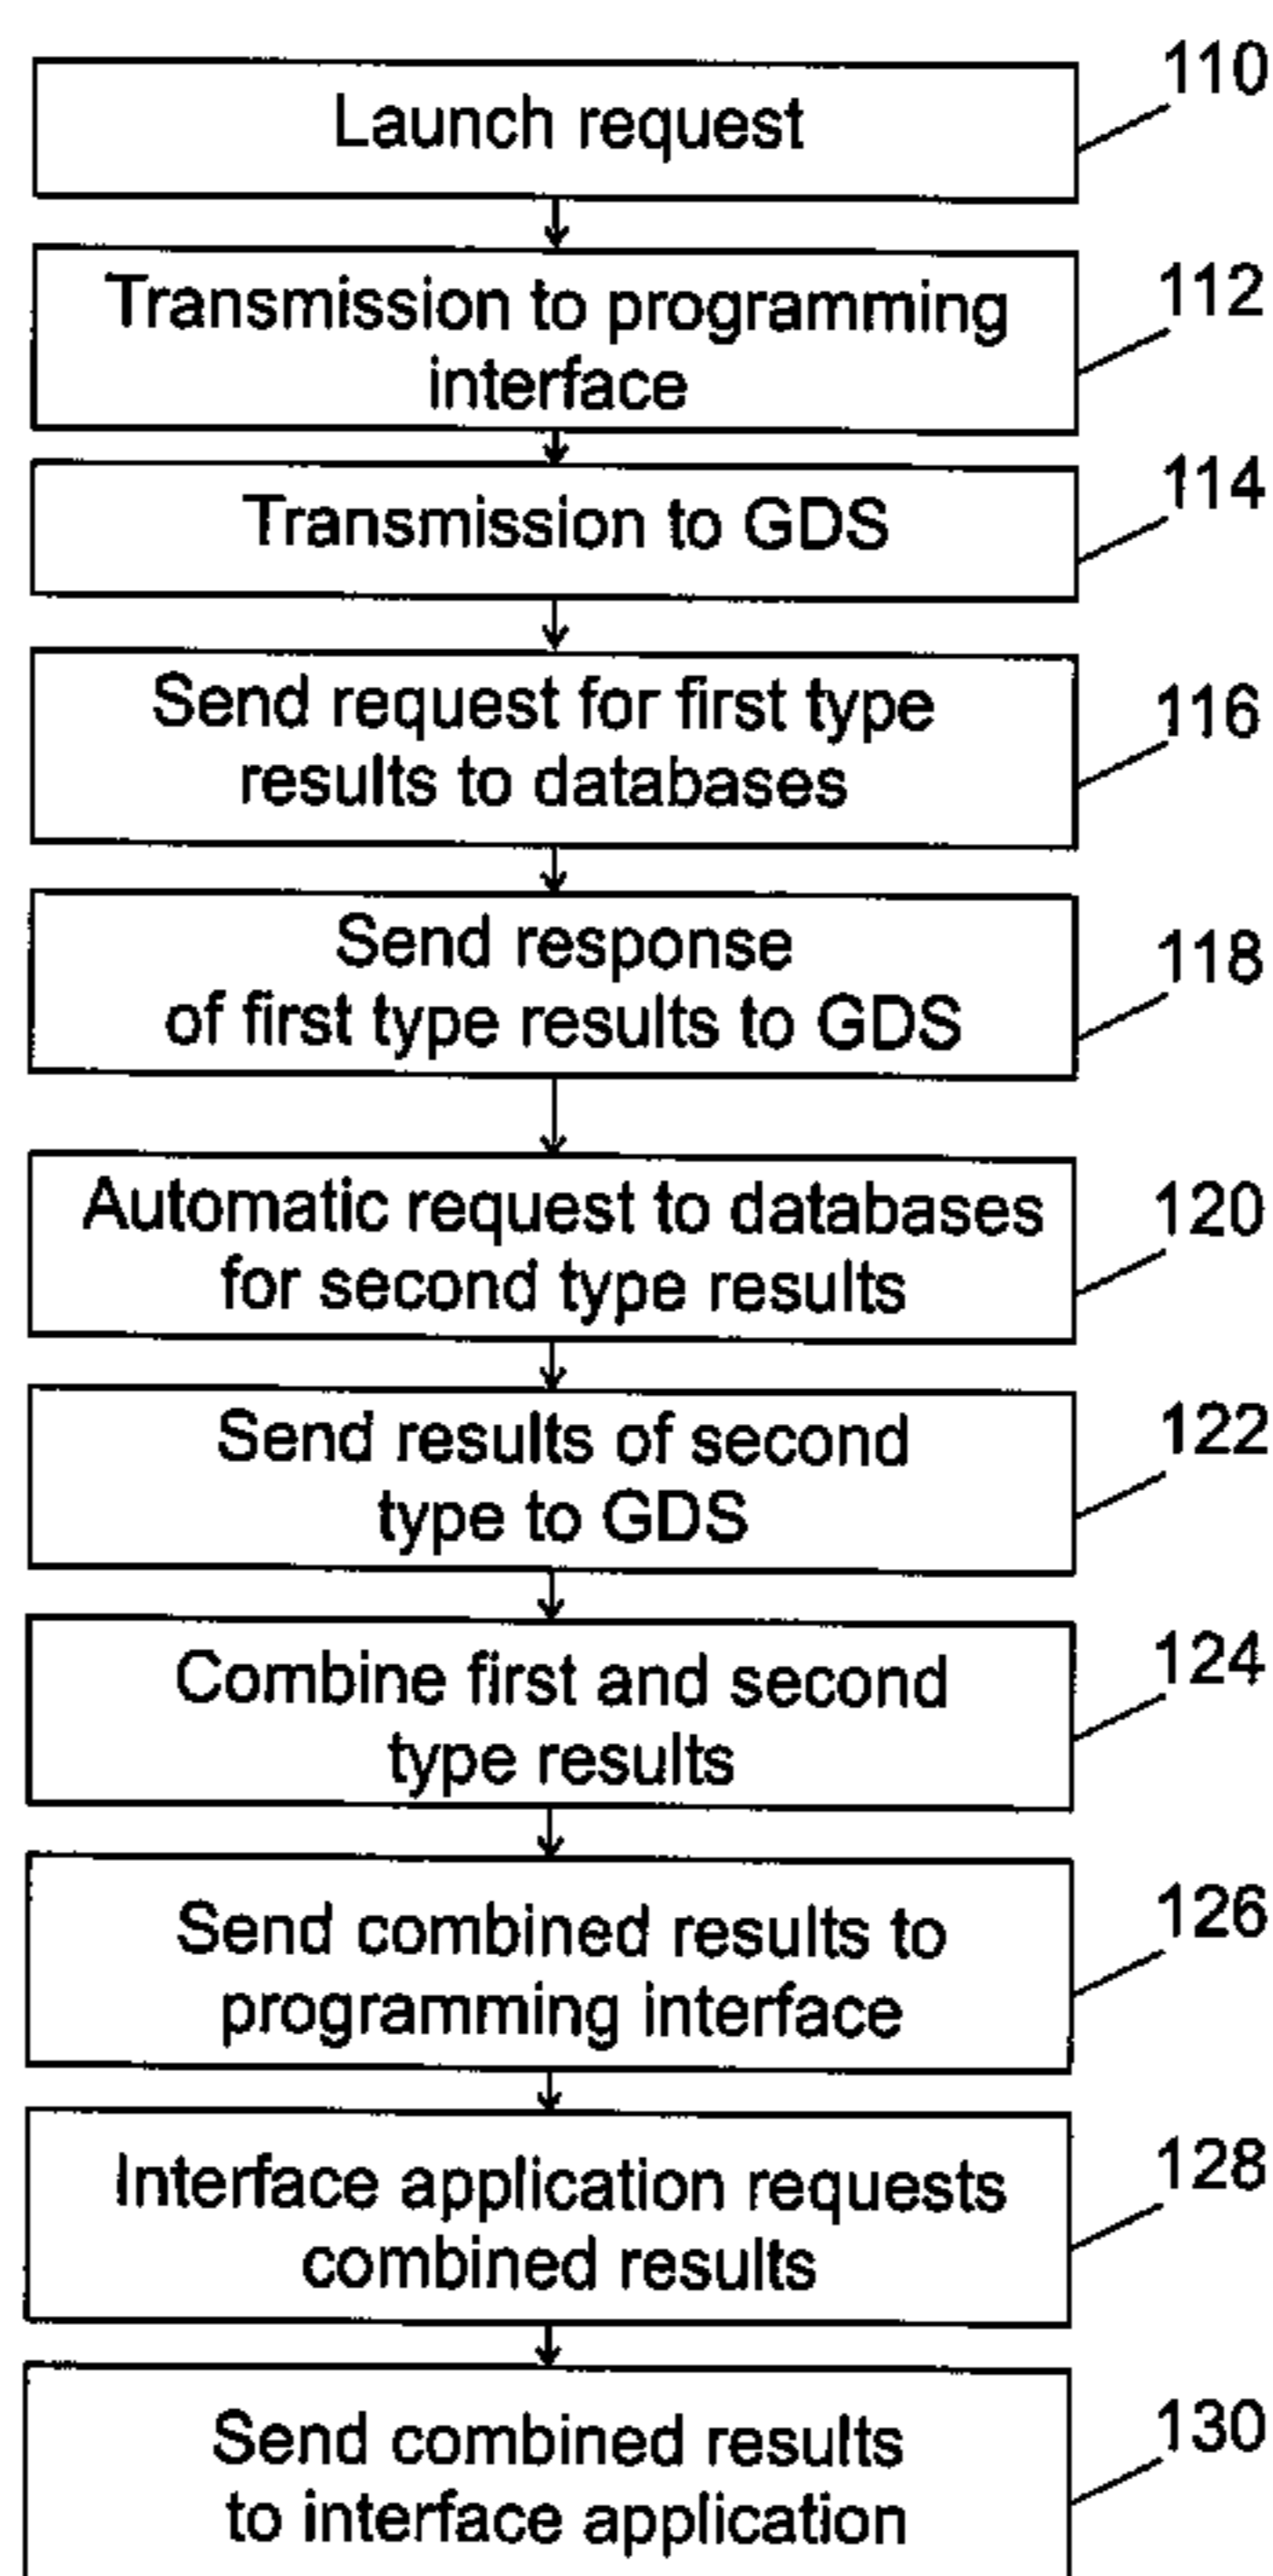 Launch request
110
Transmission to programming
interface
112
Transmission to GDS
114
Send request for first type
results to databases
116
Send response
of first type results to GDS
118
Automatic request to databases
for second type results
120
Send results of second
type to GDS
122
Combine first and second
type results
124
Send combined results to
programming interface
126
Interface application requests
combined results
128
Send combined results
to interface application
130